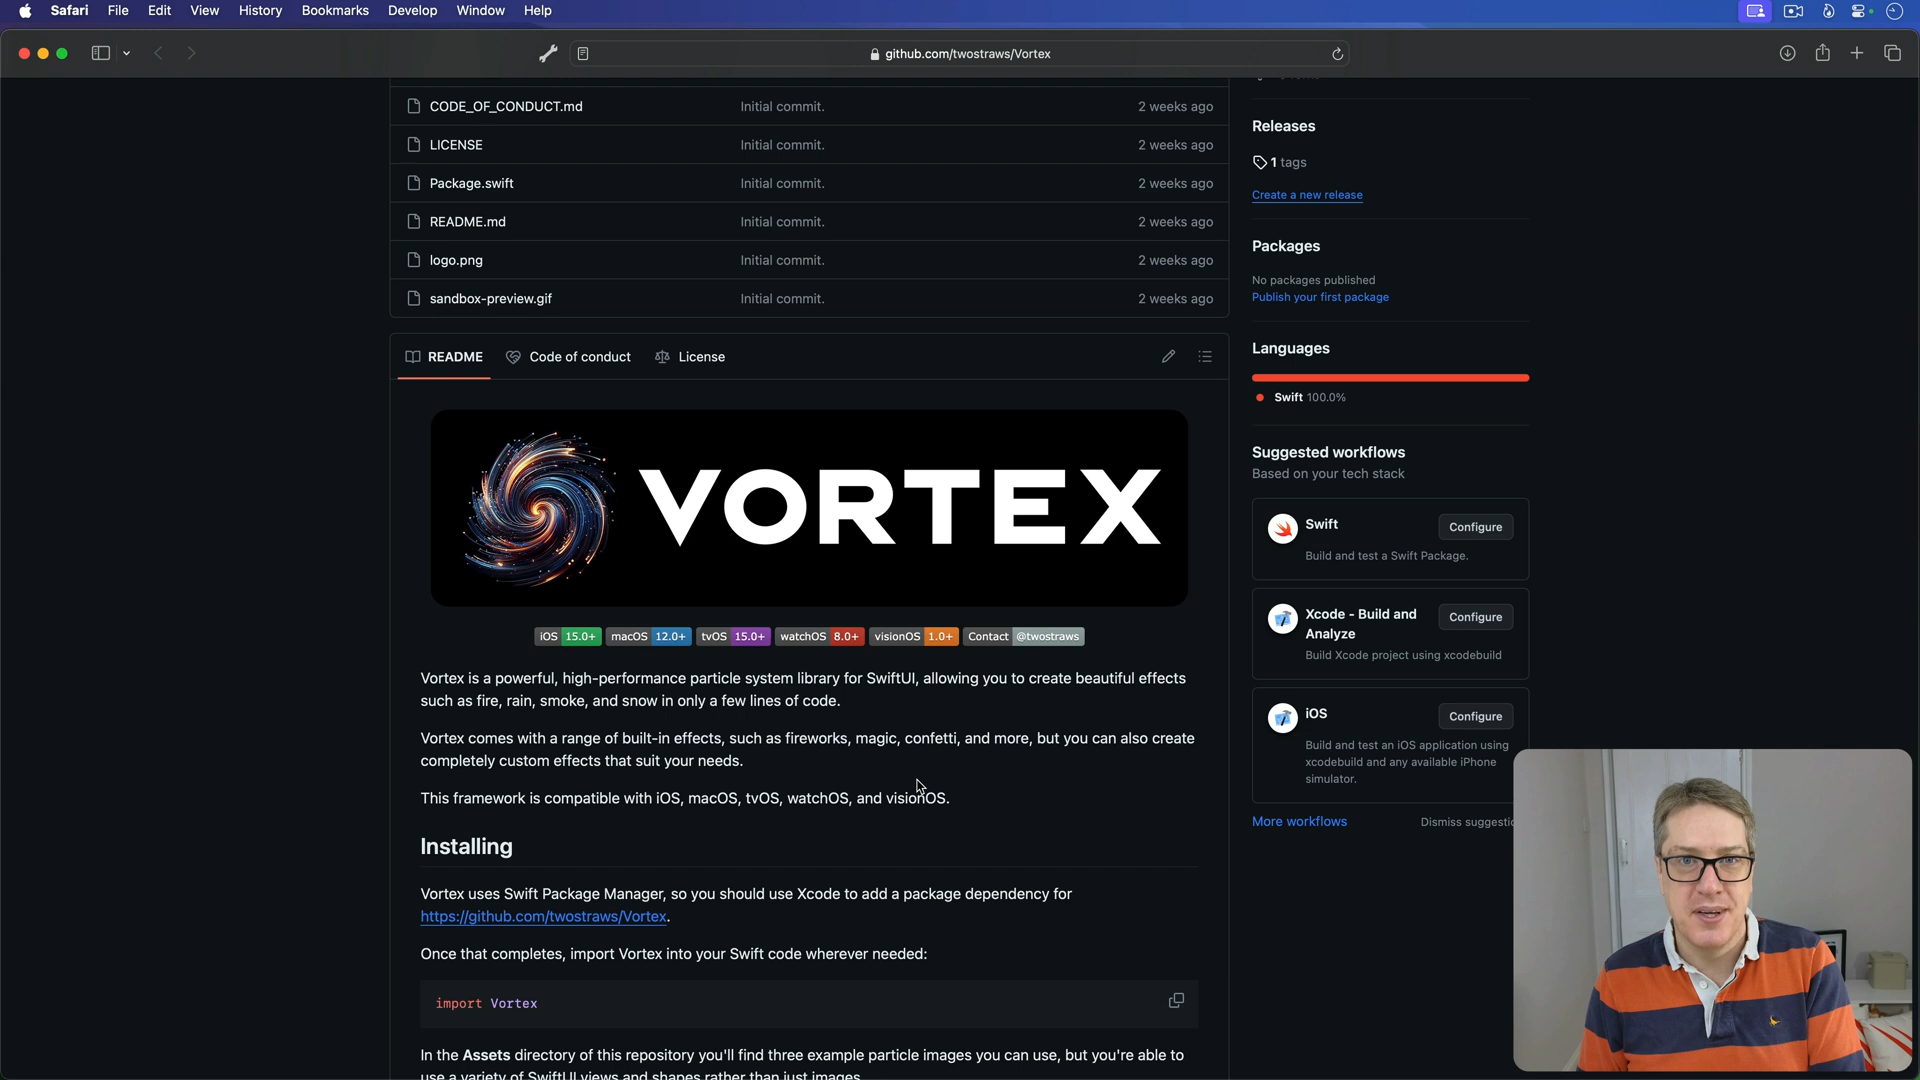 Safari File Edit View History Bookmarks Develop Window Help
github.com/twostraws/Vortex
CODE_OF_CONDUCT.md Initial commit. 2 weeks ago
LICENSE Initial commit. 2 weeks ago
Package.swift Initial commit. 2 weeks ago
README.md Initial commit. 2 weeks ago
logo.png Initial commit. 2 weeks ago
sandbox-preview.gif Initial commit. 2 weeks ago
README Code of conduct License
VORTEX
iOS 15.0+ macOS 12.0+ tvOS 15.0+ watchOS 8.0+ visionOS 1.0+ Contact @twostraws
Vortex is a powerful, high-performance particle system library for SwiftUI, allowing you to create beautiful effects
such as fire, rain, smoke, and snow in only a few lines of code.
Vortex comes with a range of built-in effects, such as fireworks, magic, confetti, and more, but you can also create
completely custom effects that suit your needs.
This framework is compatible with iOS, macOS, tvOS, watchOS, and visionOS.
Installing
Vortex uses Swift Package Manager, so you should use Xcode to add a package dependency for
https://github.com/twostraws/Vortex.
Once that completes, import Vortex into your Swift code wherever needed:
import Vortex
In the Assets directory of this repository you'll find three example particle images you can use, but you're able to
use a variety of SwiftUI views and shapes rather than just images.
Releases
1 tags
Create a new release
Packages
No packages published
Publish your first package
Languages
Swift 100.0%
Suggested workflows
Based on your tech stack
Swift Configure
Build and test a Swift Package.
Xcode - Build and
Analyze
Configure
Build Xcode project using xcodebuild
iOS Configure
Build and test an iOS application using
xcodebuild and any available iPhone
simulator.
More workflows Dismiss